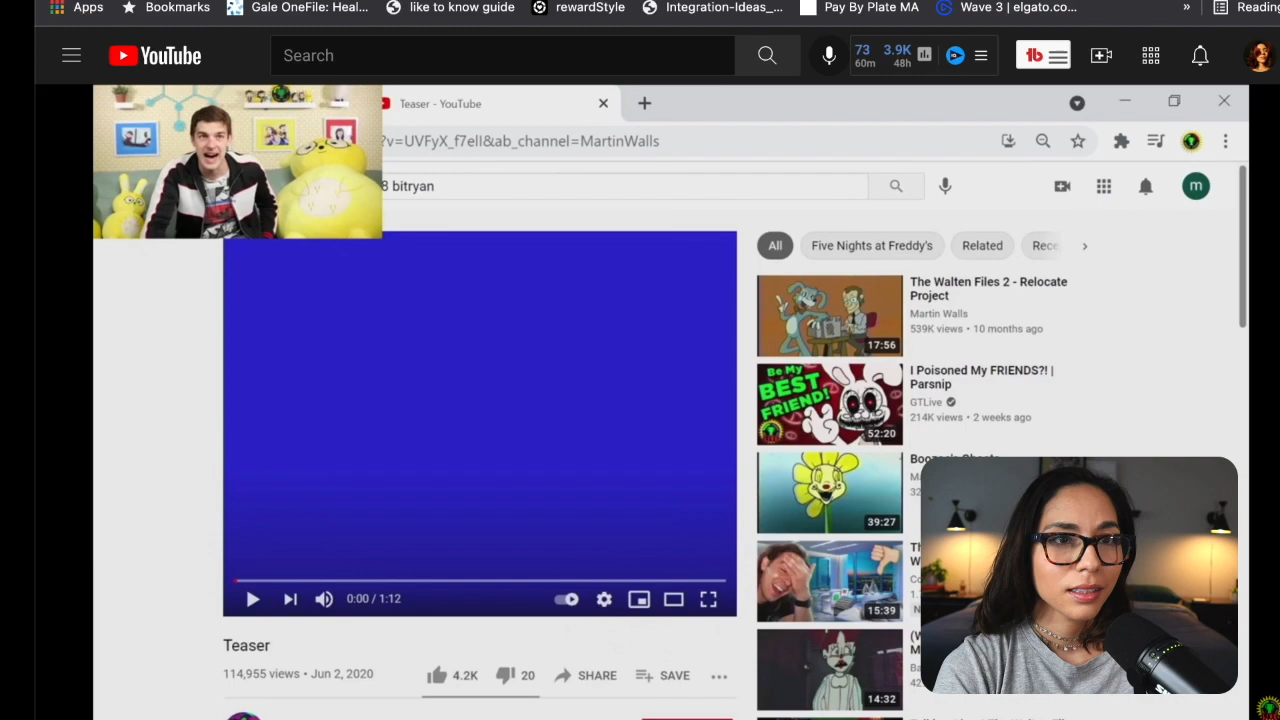 Apps
Bookmarks
Gale OneFile: Heal...
like to know guide
rewardStyle
Integration-Ideas_...
Pay By Plate MA
Wave 3 | elgato.co...
»
Reading
YouTube
Search
73
60m
3.9K
48h
Teaser - YouTube
?v=UVFyX_f7elI&ab_channel=MartinWalls
8 bitryan
m
All
Five Nights at Freddy's
Related
Rece
The Walten Files 2 - Relocate
Project
Martin Walls
539K views • 10 months ago
17:56
Be My
BEST
FRIEND!
52:20
I Poisoned My FRIENDS?! |
Parsnip
GTLive
214K views • 2 weeks ago
39:27
15:39
14:32
0:00 / 1:12
Teaser
114,955 views • Jun 2, 2020
4.2K
20
SHARE
SAVE